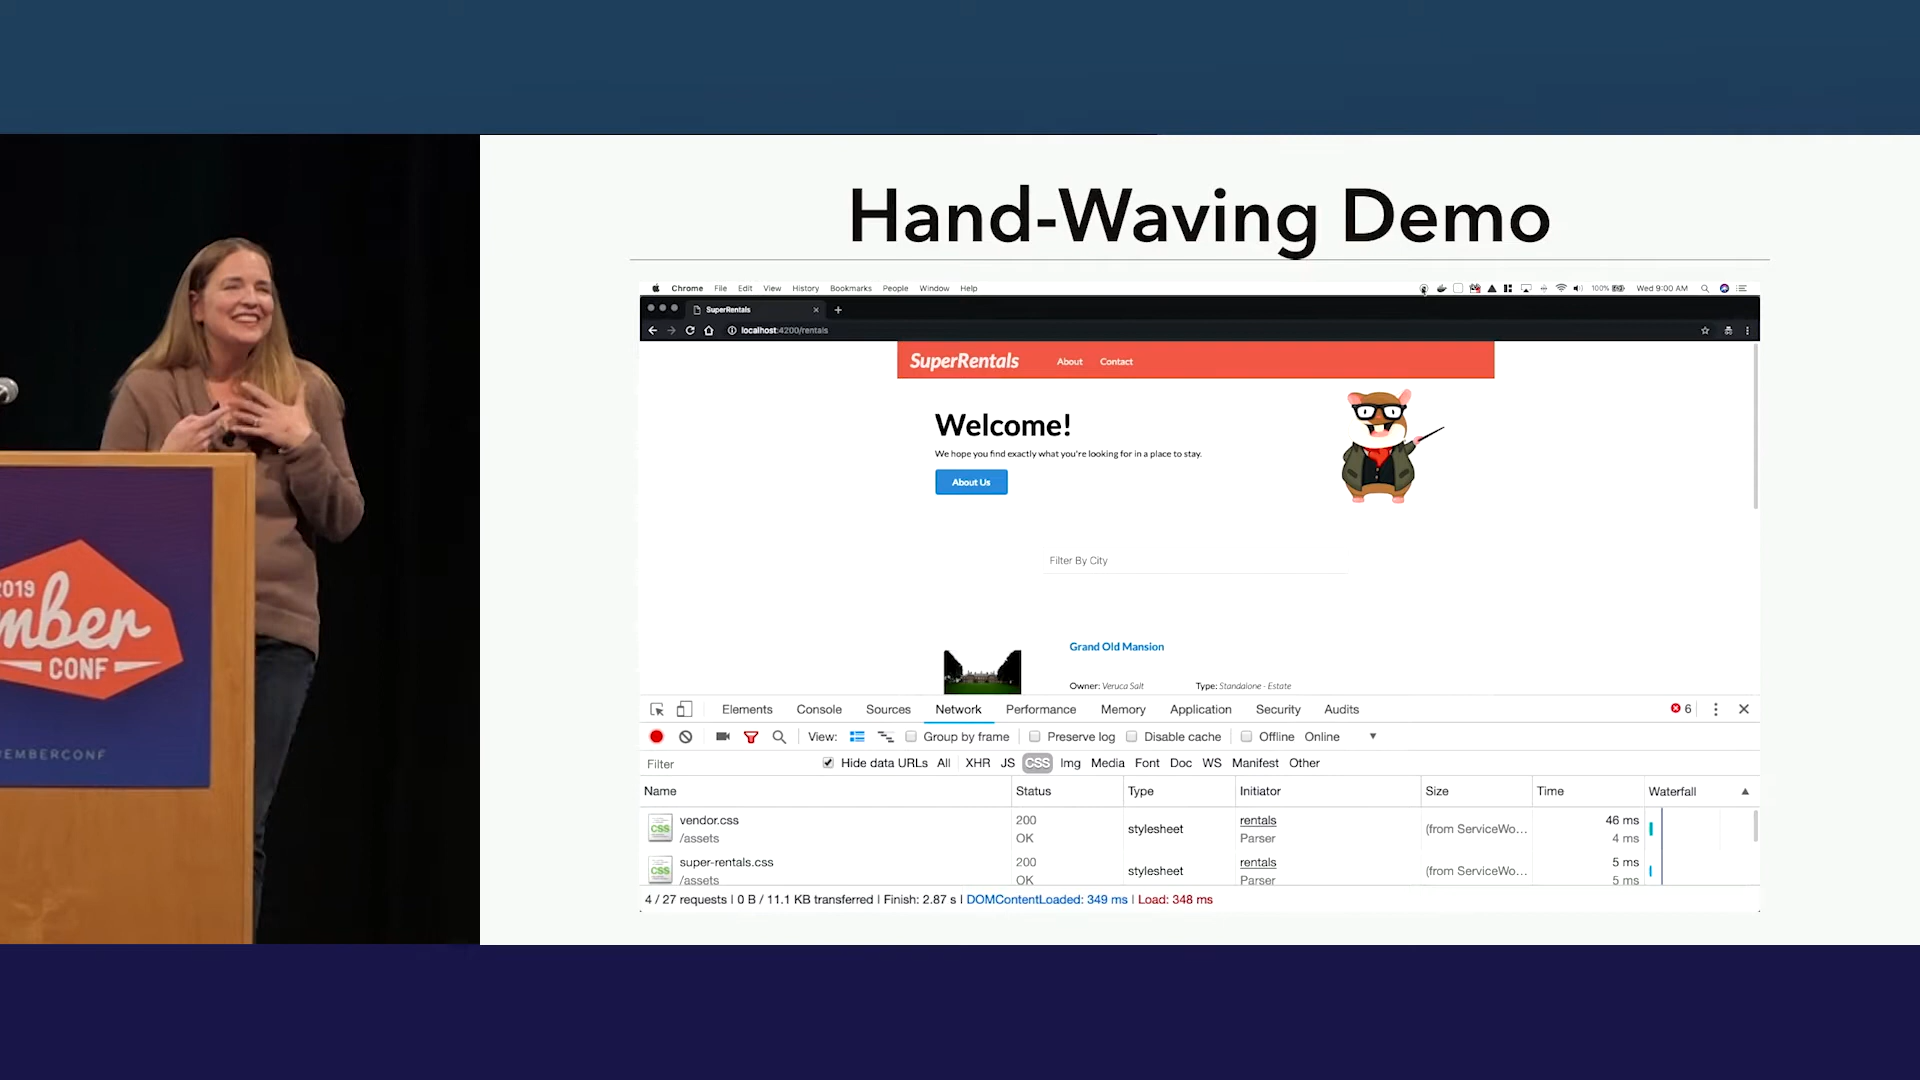 2019
mber
CONF
EMBERCONF
Hand-Waving Demo
Chrome File Edit View History Bookmarks People Window Help
100% Wed 9:00 AM
SuperRentals
localhost:4200/rentals
SuperRentals About Contact
Welcome!
We hope you find exactly what you're looking for in a place to stay.
About Us
Filter By City
Grand Old Mansion
Owner: Veruca Salt Type: Standalone - Estate
Elements Console Sources Network Performance Memory Application Security Audits 6
View: Group by frame Preserve log Disable cache Offline Online
Filter Hide data URLs All XHR JS CSS Img Media Font Doc WS Manifest Other
Name Status Type Initiator Size Time Waterfall
CSS vendor.css 200 stylesheet rentals (from ServiceWo... 46 ms
/assets OK Parser 4 ms
CSS super-rentals.css 200 stylesheet rentals (from ServiceWo... 5 ms
/assets OK Parser 5 ms
4 / 27 requests | 0 B / 11.1 KB transferred | Finish: 2.87 s | DOMContentLoaded: 349 ms | Load: 348 ms